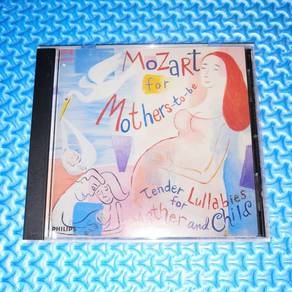 Mozart
for
Mothers-to-be
Tender Lullabies
for
Mother and Child
PHILIPS